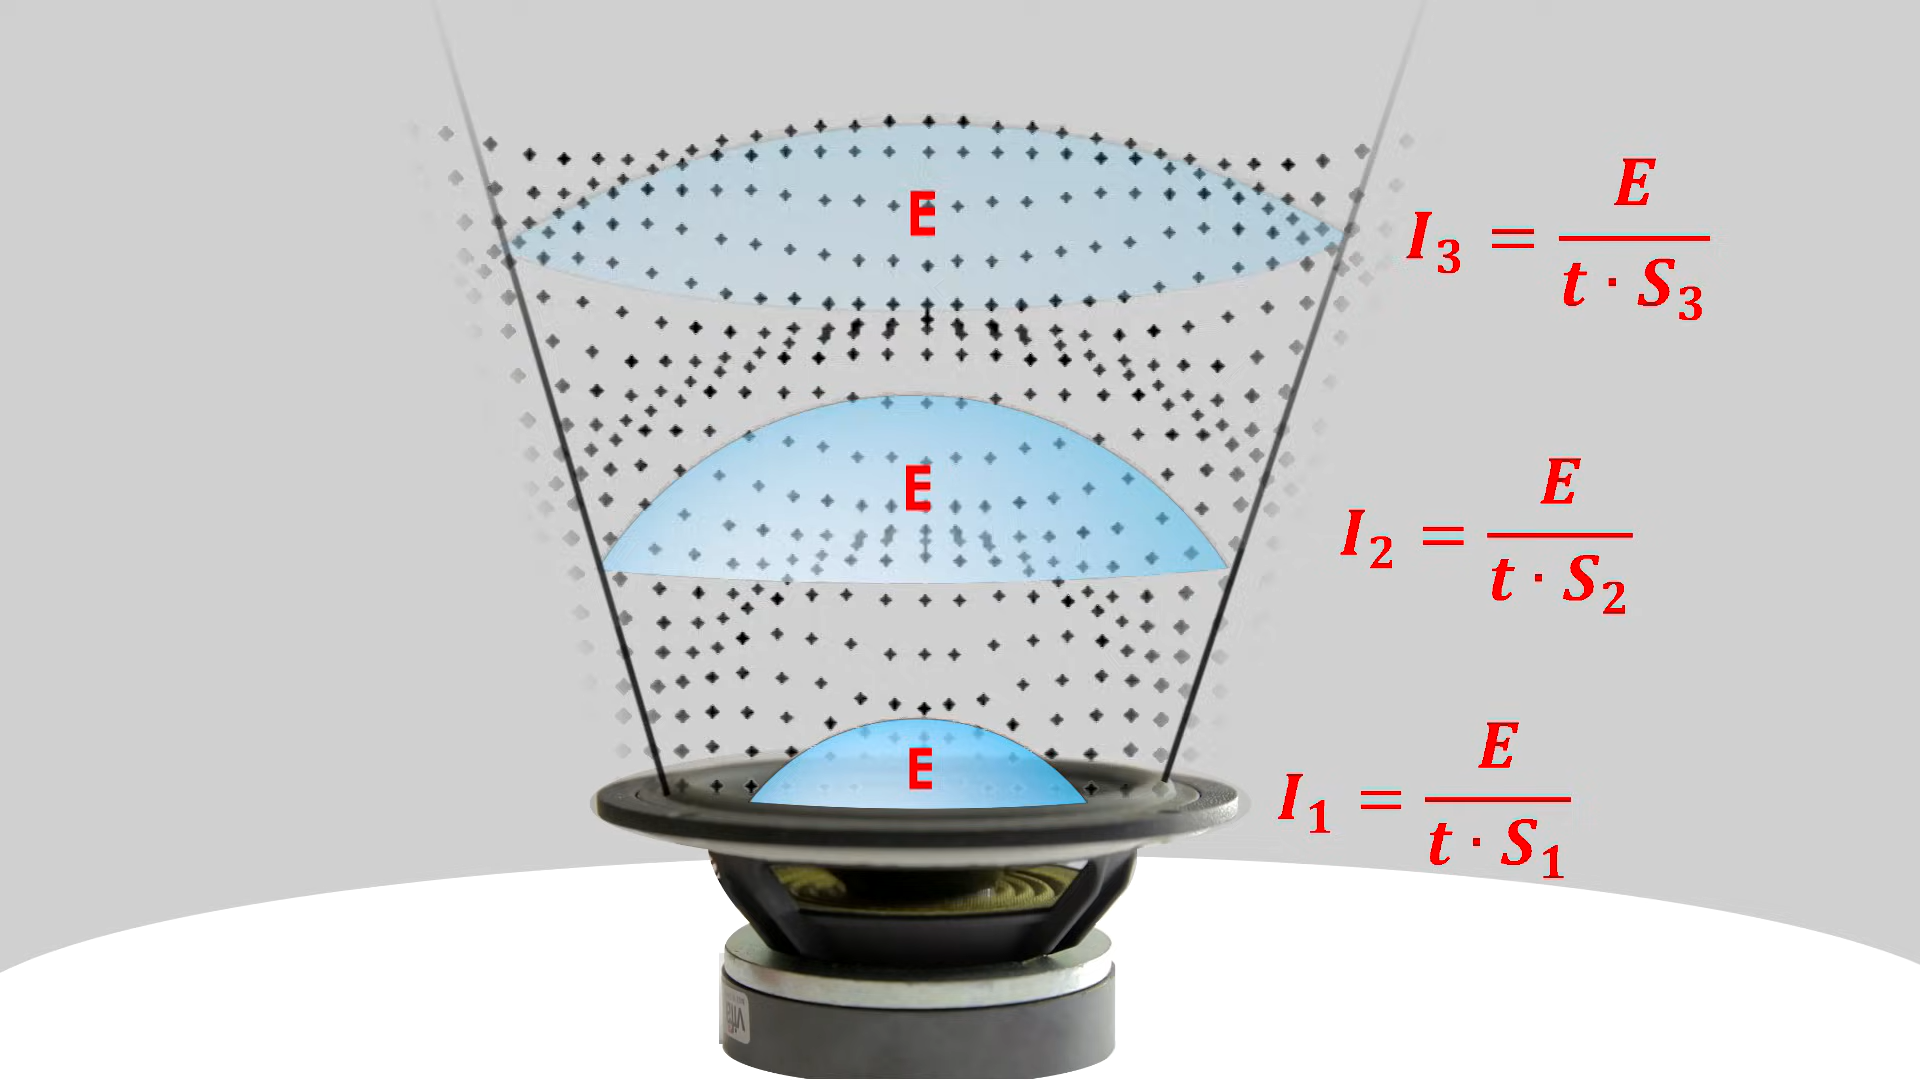 E
I₃ = E / (t · S₃)
E
I₂ = E / (t · S₂)
E
I₁ = E / (t · S₁)